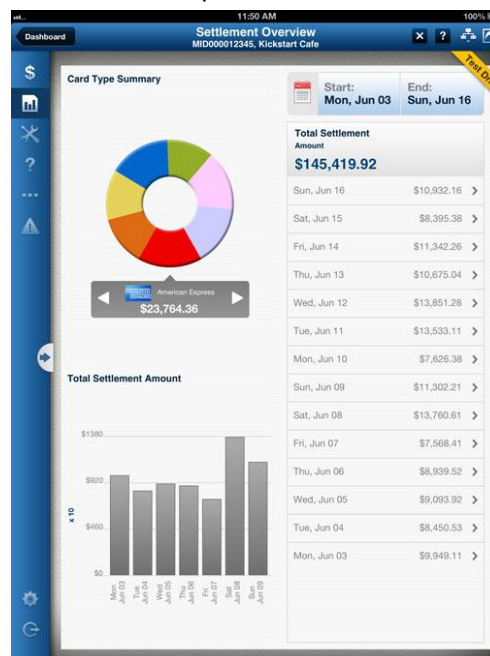 11:50 AM
100%
Dashboard
Settlement Overview
MID000012345, Kickstart Cafe
Card Type Summary
Start:
Mon, Jun 03
End:
Sun, Jun 16
Total Settlement
Amount
$145,419.92
Sun, Jun 16 $10,932.16
Sat, Jun 15 $8,395.38
Fri, Jun 14 $11,342.26
Thu, Jun 13 $10,675.04
Wed, Jun 12 $13,851.28
Tue, Jun 11 $13,533.11
Mon, Jun 10 $7,626.38
Sun, Jun 09 $11,302.21
Sat, Jun 08 $13,760.61
Fri, Jun 07 $7,568.41
Thu, Jun 06 $8,939.52
Wed, Jun 05 $9,093.92
Tue, Jun 04 $8,450.53
Mon, Jun 03 $9,949.11
American Express
$23,764.36
Total Settlement Amount
x 10
$1380
$920
$460
$0
Mon Jun 03
Tue Jun 04
Wed Jun 05
Thu Jun 06
Fri Jun 07
Sat Jun 08
Sun Jun 09